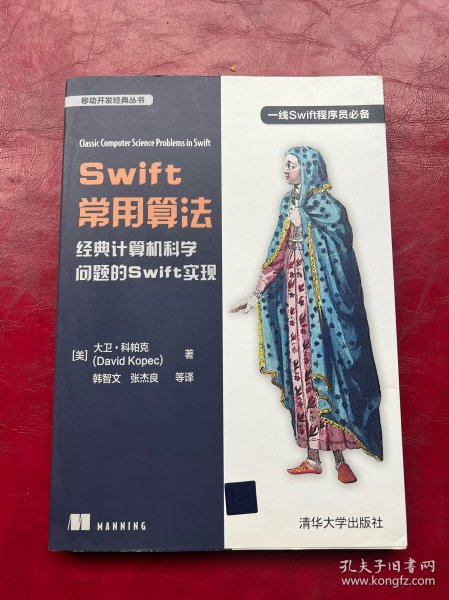 移动开发经典丛书
一线Swift程序员必备
Classic Computer Science Problems in Swift
Swift
常用算法
经典计算机科学
问题的Swift实现
[美] 大卫·科帕克 著
(David Kopec)
韩智文 张杰良 等译
MANNING
清华大学出版社
孔夫子旧书网
www.kongfz.com